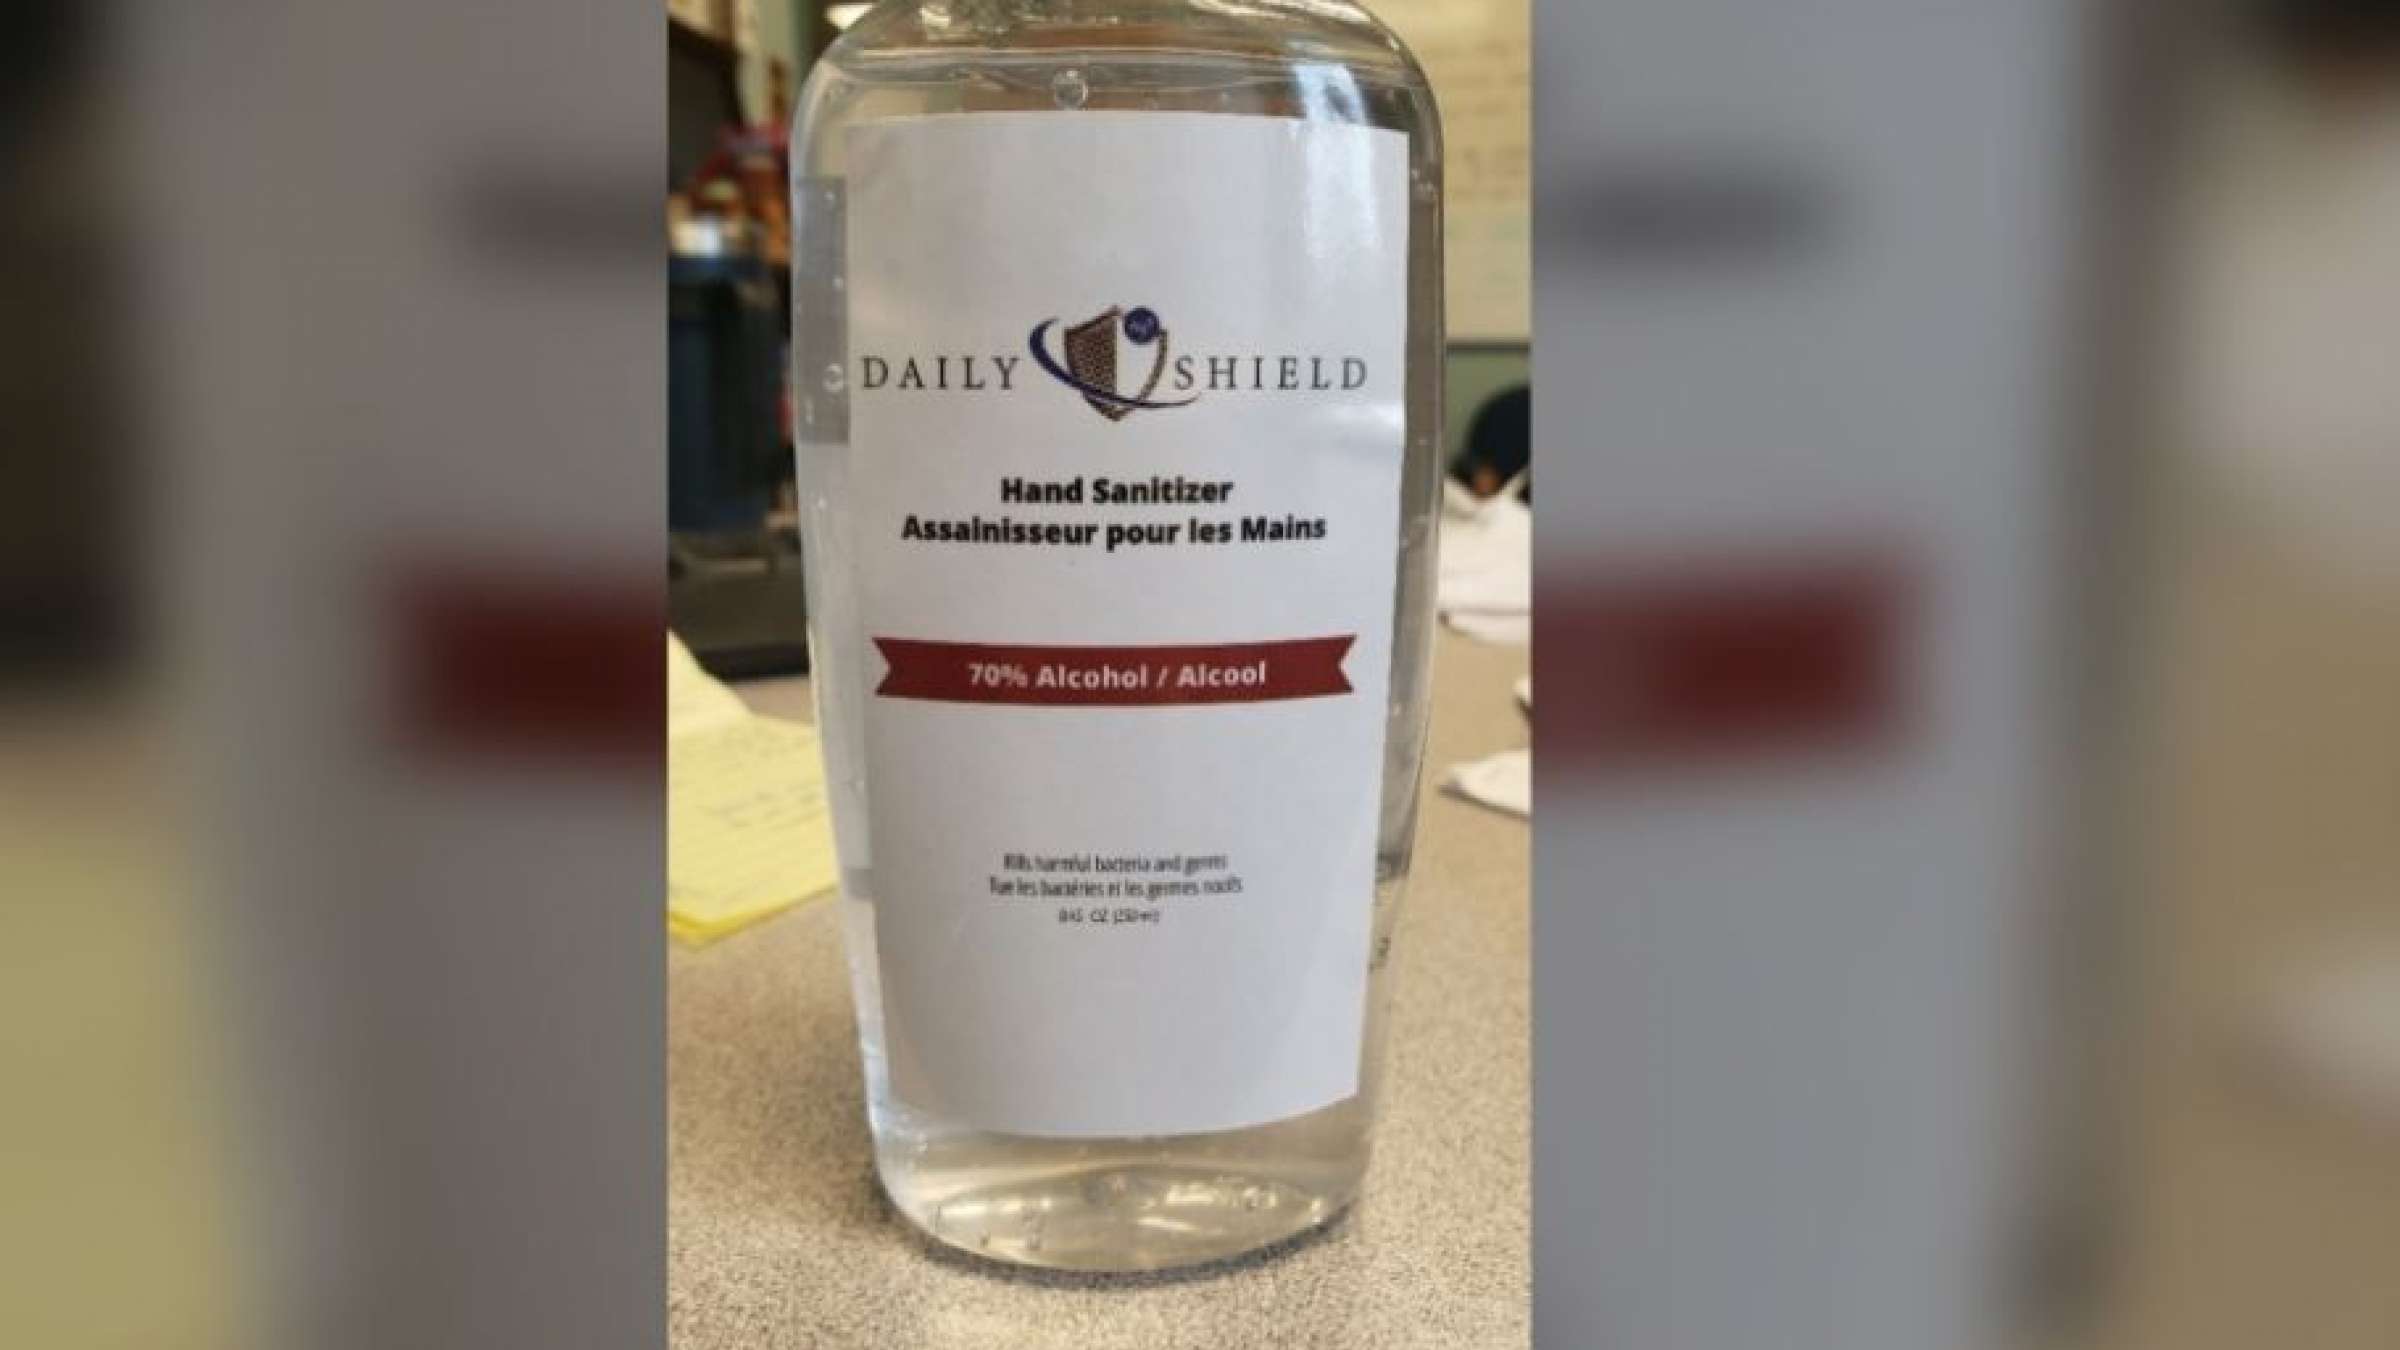 DAILY SHIELD
Hand Sanitizer
Assainisseur pour les Mains
70% Alcohol / Alcool
Kills harmful bacteria and germs
Tue les bactéries et les germes nocifs
OZ